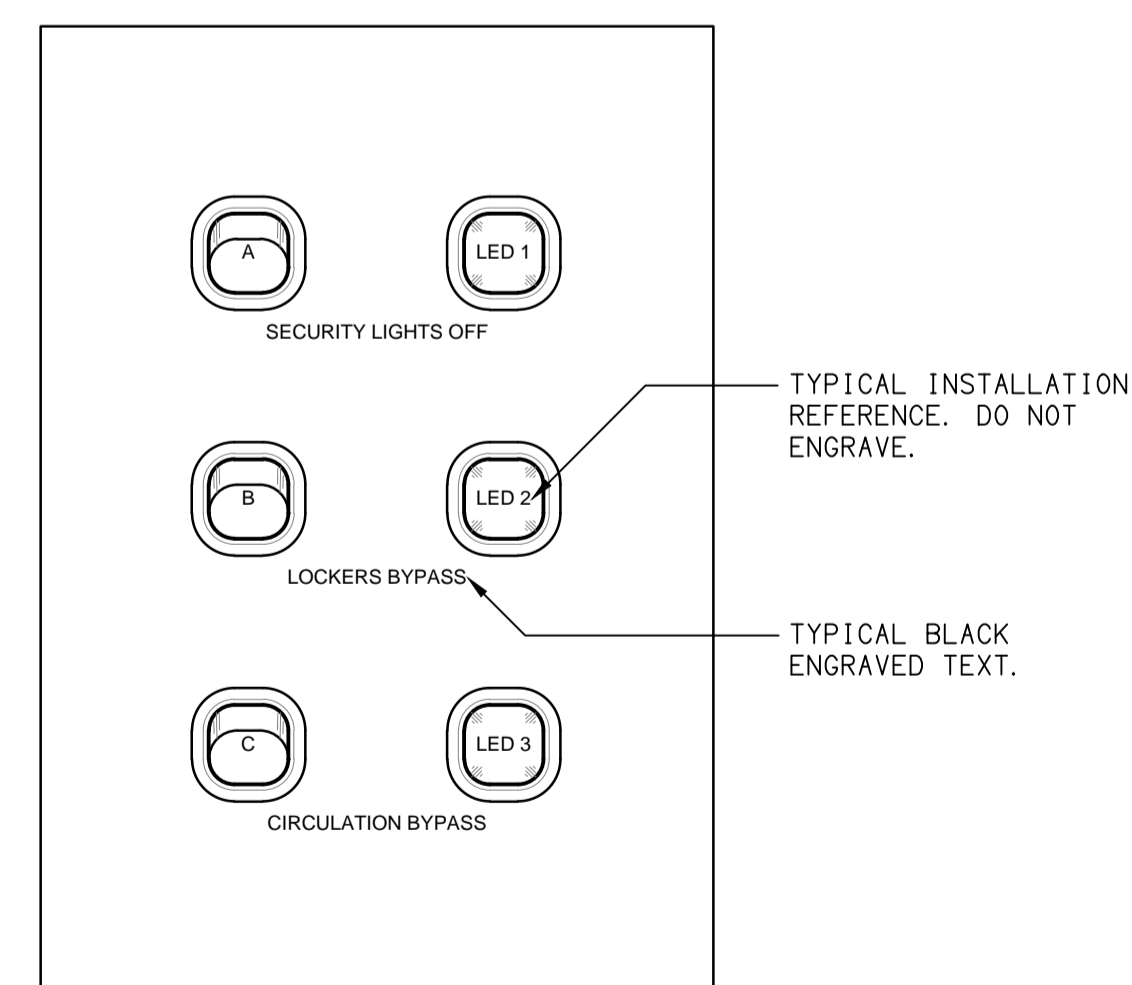 A
LED 1
SECURITY LIGHTS OFF
TYPICAL INSTALLATION
REFERENCE. DO NOT
ENGRAVE.
B
LED 2
LOCKERS BYPASS
TYPICAL BLACK
ENGRAVED TEXT.
C
LED 3
CIRCULATION BYPASS